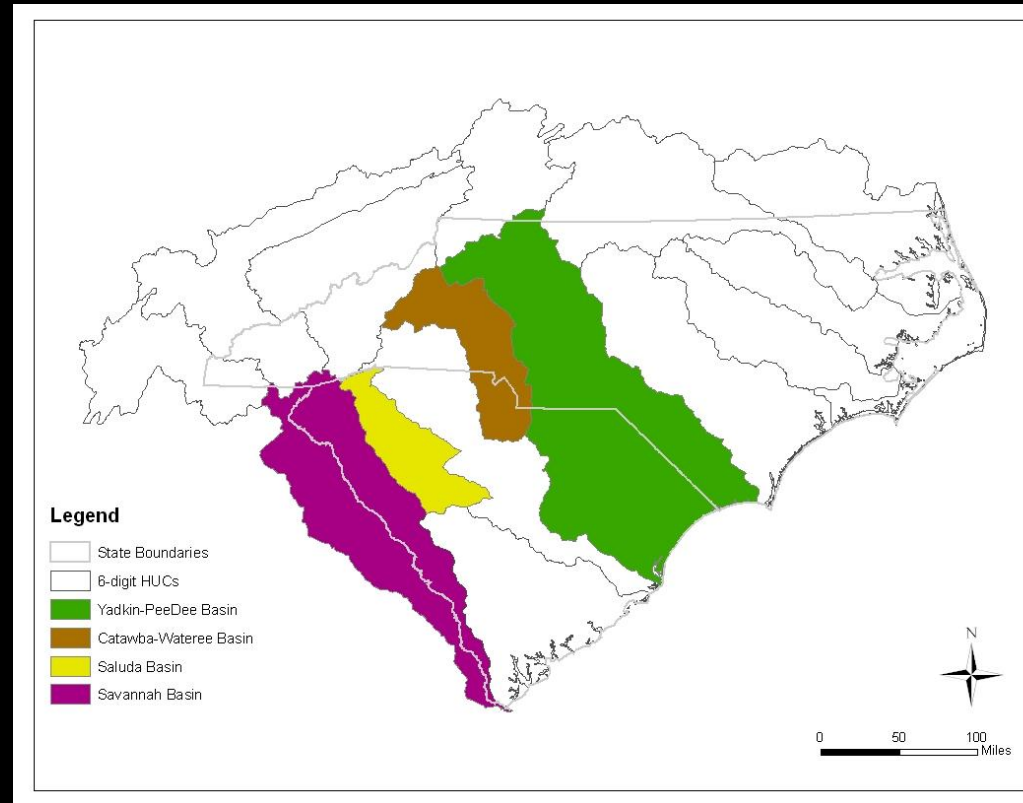 Legend
State Boundaries
6-digit HUCs
Yadkin-PeeDee Basin
Catawba-Wateree Basin
Saluda Basin
Savannah Basin
N
0 50 100
Miles